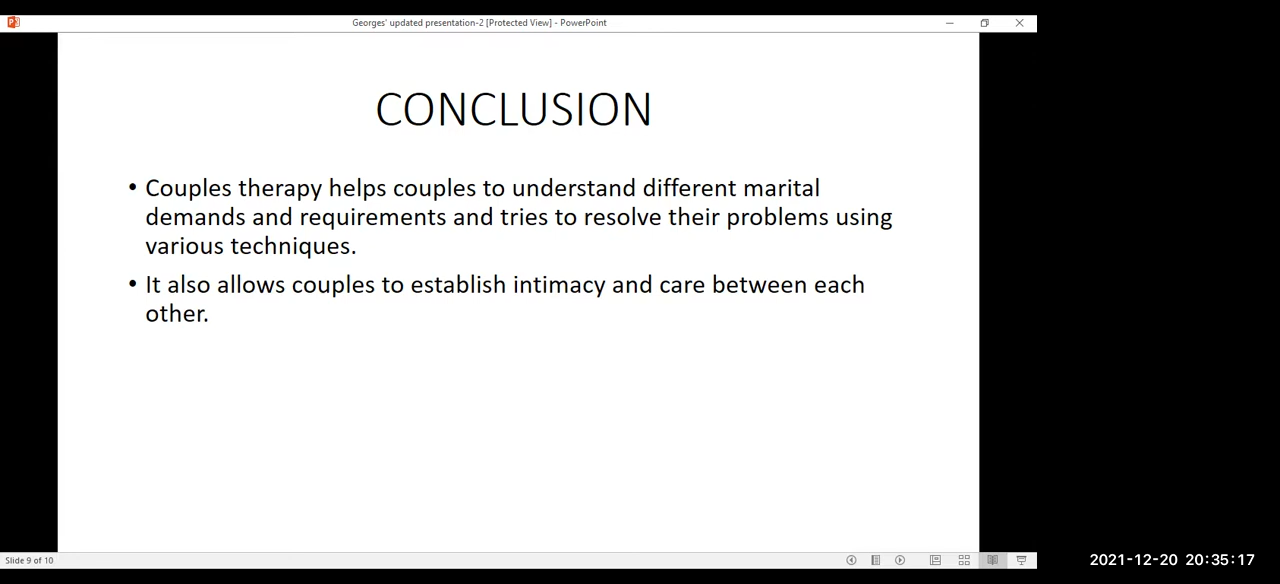 Georges' updated presentation-2 [Protected View] - PowerPoint
CONCLUSION
• Couples therapy helps couples to understand different marital
demands and requirements and tries to resolve their problems using
various techniques.
• It also allows couples to establish intimacy and care between each
other.
Slide 9 of 10
2021-12-20 20:35:17